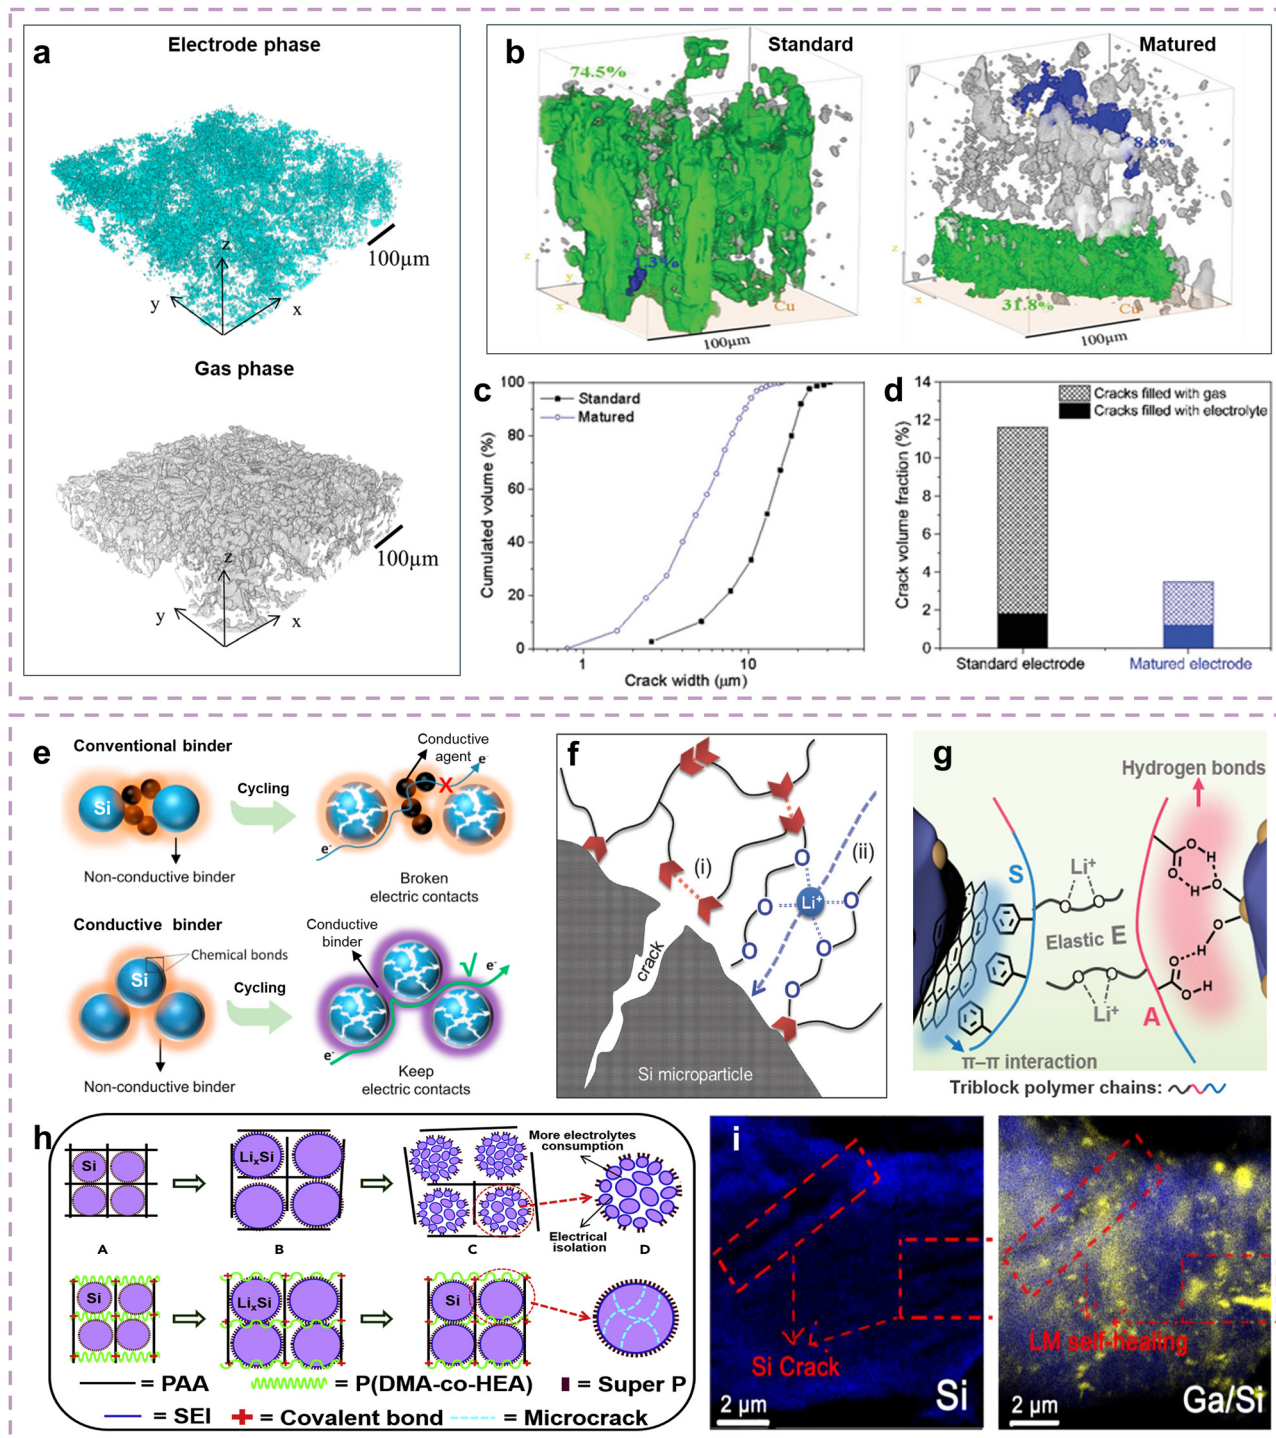 a
Electrode phase
z
y
x
100μm
Gas phase
z
y
x
100μm
b
Standard
74.5%
3%
z
y
x
Cu
100μm
Matured
8.8%
z
x
31.8%
Cu
100μm
c
Standard
Matured
Cumulated volume (%)
100
80
60
40
20
0
1
10
Crack width (μm)
d
Cracks filled with gas
Cracks filled with electrolyte
Crack volume fraction (%)
14
12
10
8
6
4
2
0
Standard electrode
Matured electrode
e
Conventional binder
Si
Cycling
Non-conductive binder
Conductive
agent
e-
X
e-
Broken
electric contacts
Conductive binder
Chemical bonds
Si
Cycling
Non-conductive binder
Conductive
binder
√
e-
e-
Keep
electric contacts
f
(i)
(ii)
O
O
Li+
O
O
O
O
crack
Si microparticle
g
Hydrogen bonds
S
Li+
Elastic E
Li+
A
O
H
O
H
O
H
O
O
H
O
H
π–π interaction
Triblock polymer chains:
h
Si
LixSi
More electrolytes
consumption
Electrical
isolation
A
B
C
D
Si
LixSi
Si
= PAA
= P(DMA-co-HEA)
= Super P
= SEI
= Covalent bond
= Microcrack
i
Si Crack
2 μm
Si
LM self-healing
2 μm
Ga/Si